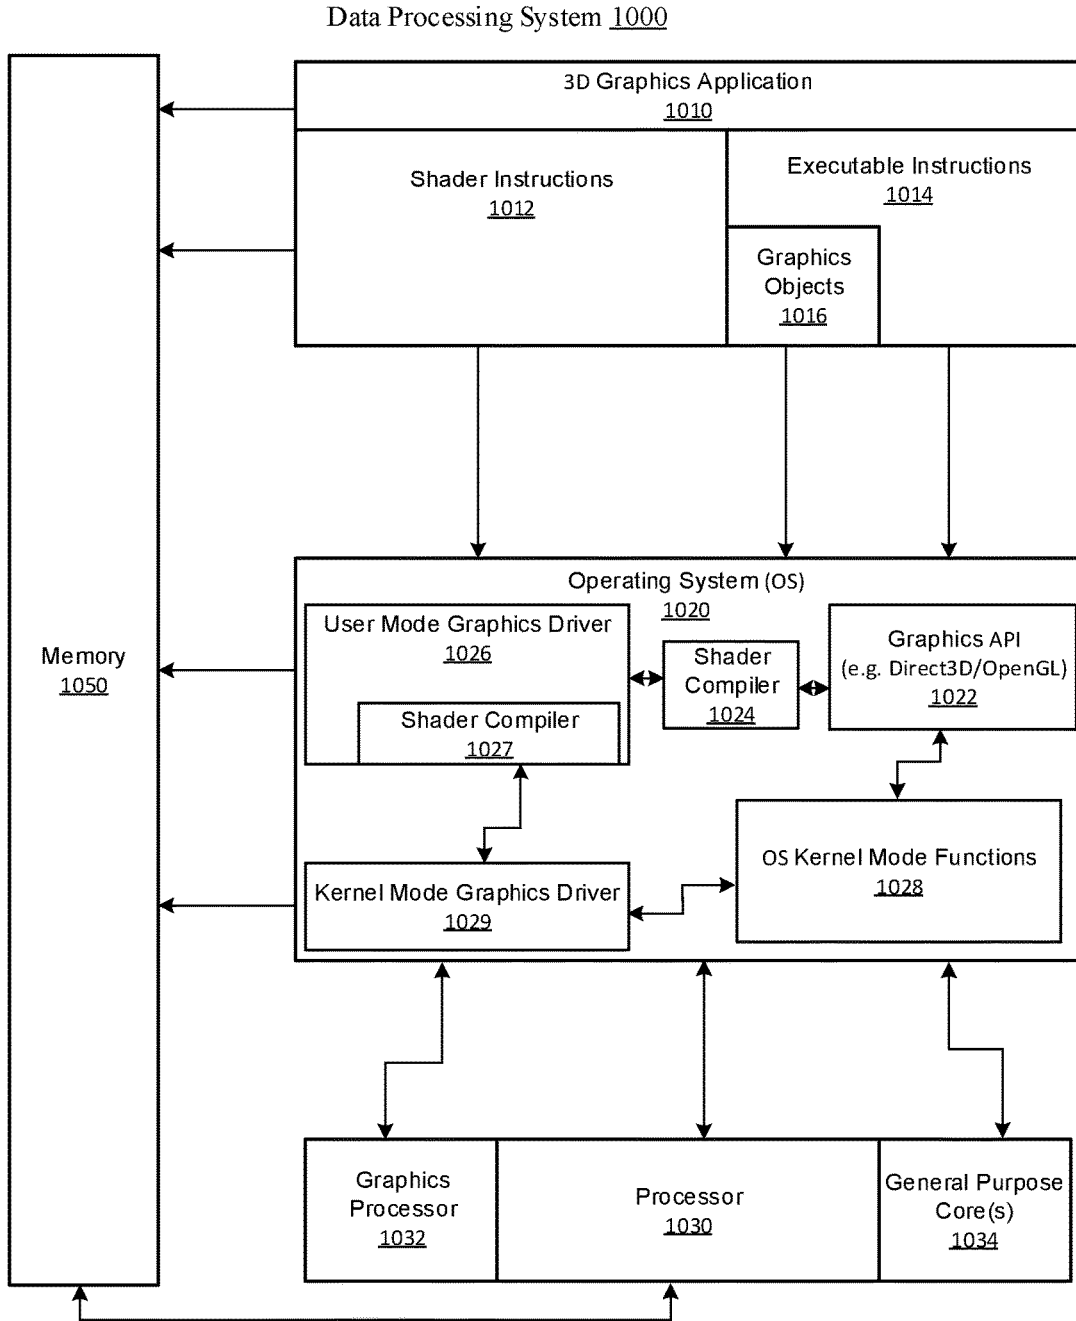 Data Processing System 1000
3D Graphics Application
1010
Shader Instructions
1012
Executable Instructions
1014
Graphics
Objects
1016
Memory
1050
Operating System (OS)
1020
User Mode Graphics Driver
1026
Shader Compiler
1027
Shader
Compiler
1024
Graphics API
(e.g. Direct3D/OpenGL)
1022
OS Kernel Mode Functions
1028
Kernel Mode Graphics Driver
1029
Graphics
Processor
1032
Processor
1030
General Purpose
Core(s)
1034